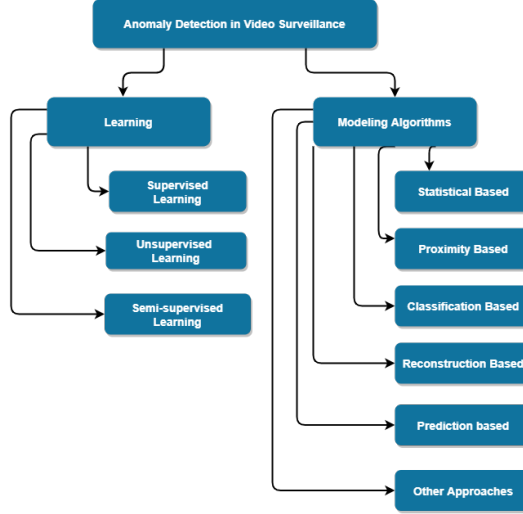 Anomaly Detection in Video Surveillance
Learning
Modeling Algorithms
Supervised
Learning
Unsupervised
Learning
Semi-supervised
Learning
Statistical Based
Proximity Based
Classification Based
Reconstruction Based
Prediction based
Other Approaches